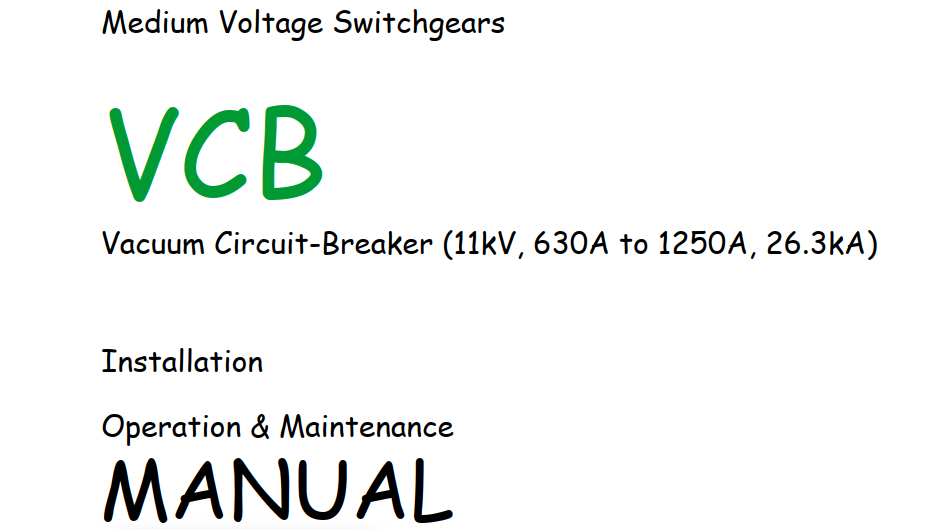 Medium Voltage Switchgears
VCB
Vacuum Circuit-Breaker (11kV, 630A to 1250A, 26.3kA)
Installation
Operation & Maintenance
MANUAL